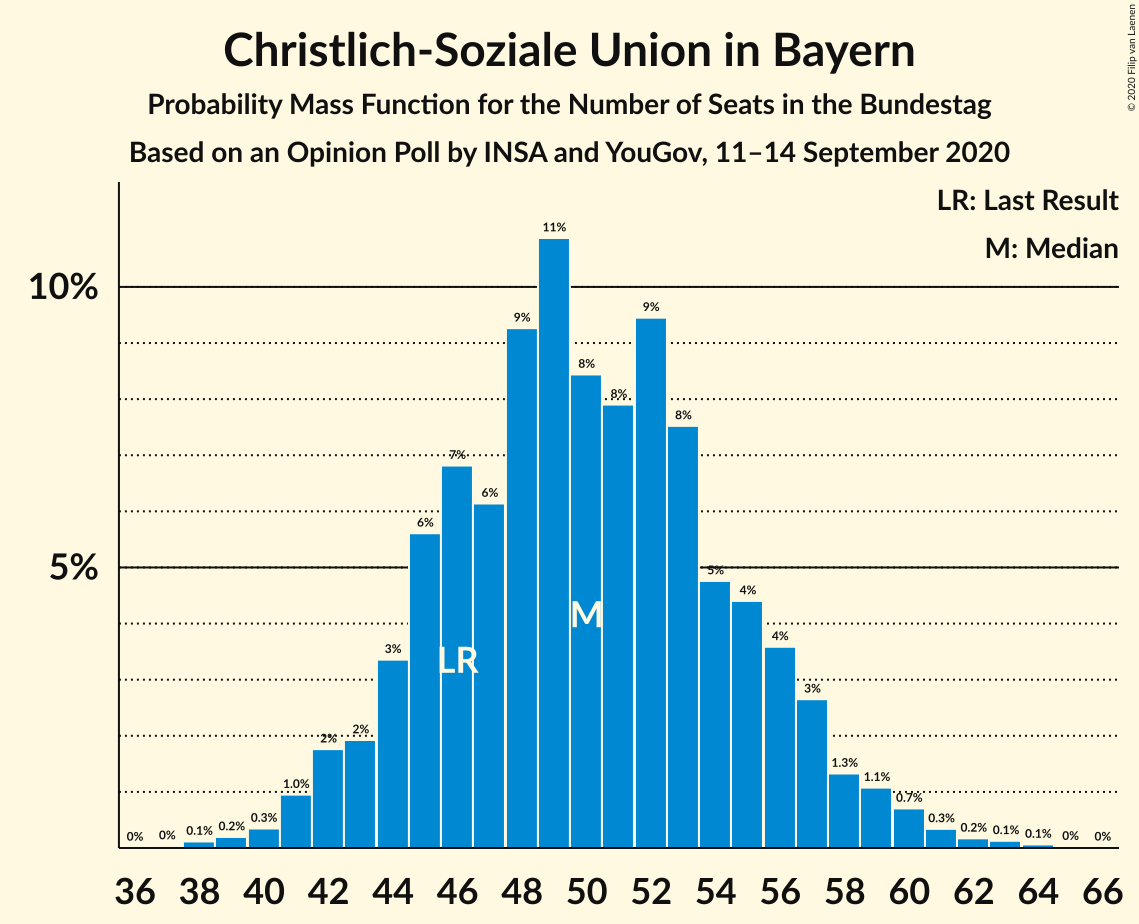 Christlich-Soziale Union in Bayern
Probability Mass Function for the Number of Seats in the Bundestag
Based on an Opinion Poll by INSA and YouGov, 11–14 September 2020
© 2020 Filip van Laenen
LR: Last Result
M: Median
10%
5%
0% 0% 0.1% 0.2% 0.3% 1.0% 2% 2% 3% 6% 7% 6% 9% 11% 8% 8% 9% 8% 5% 4% 4% 3% 1.3% 1.1% 0.7% 0.3% 0.2% 0.1% 0.1% 0% 0%
LR
M
36 38 40 42 44 46 48 50 52 54 56 58 60 62 64 66